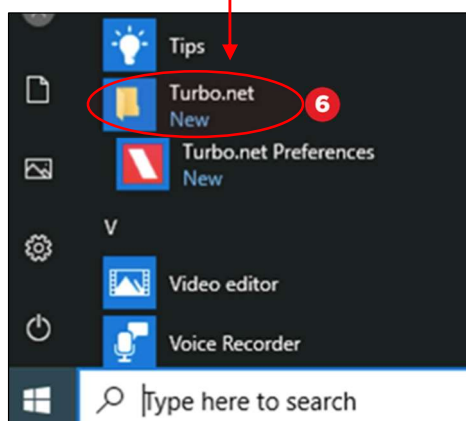 Tips
Turbo.net
New
6
Turbo.net Preferences
New
V
Video editor
Voice Recorder
Type here to search